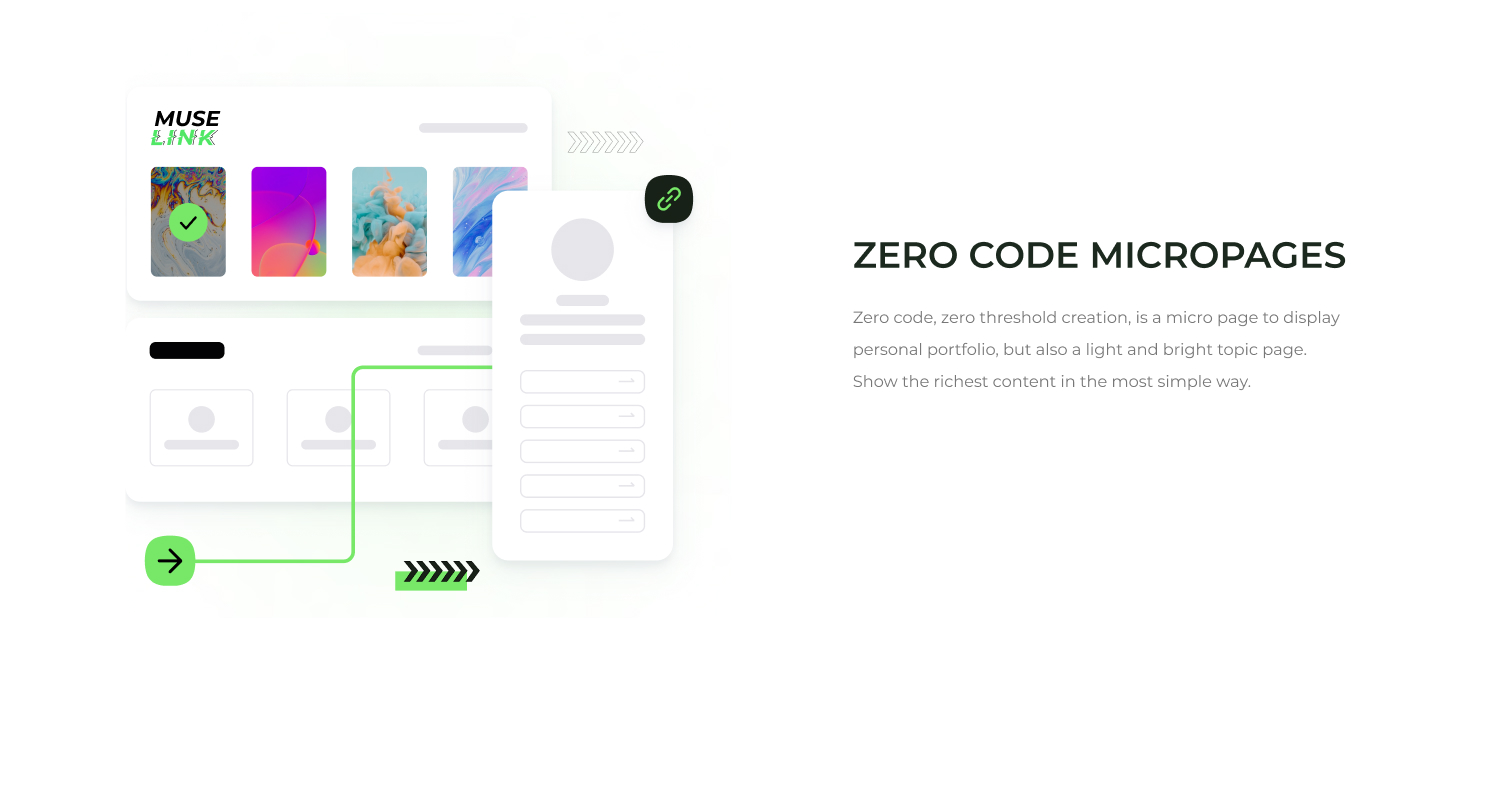 MUSE
LINK
ZERO CODE MICROPAGES
Zero code, zero threshold creation, is a micro page to display
personal portfolio, but also a light and bright topic page.
Show the richest content in the most simple way.